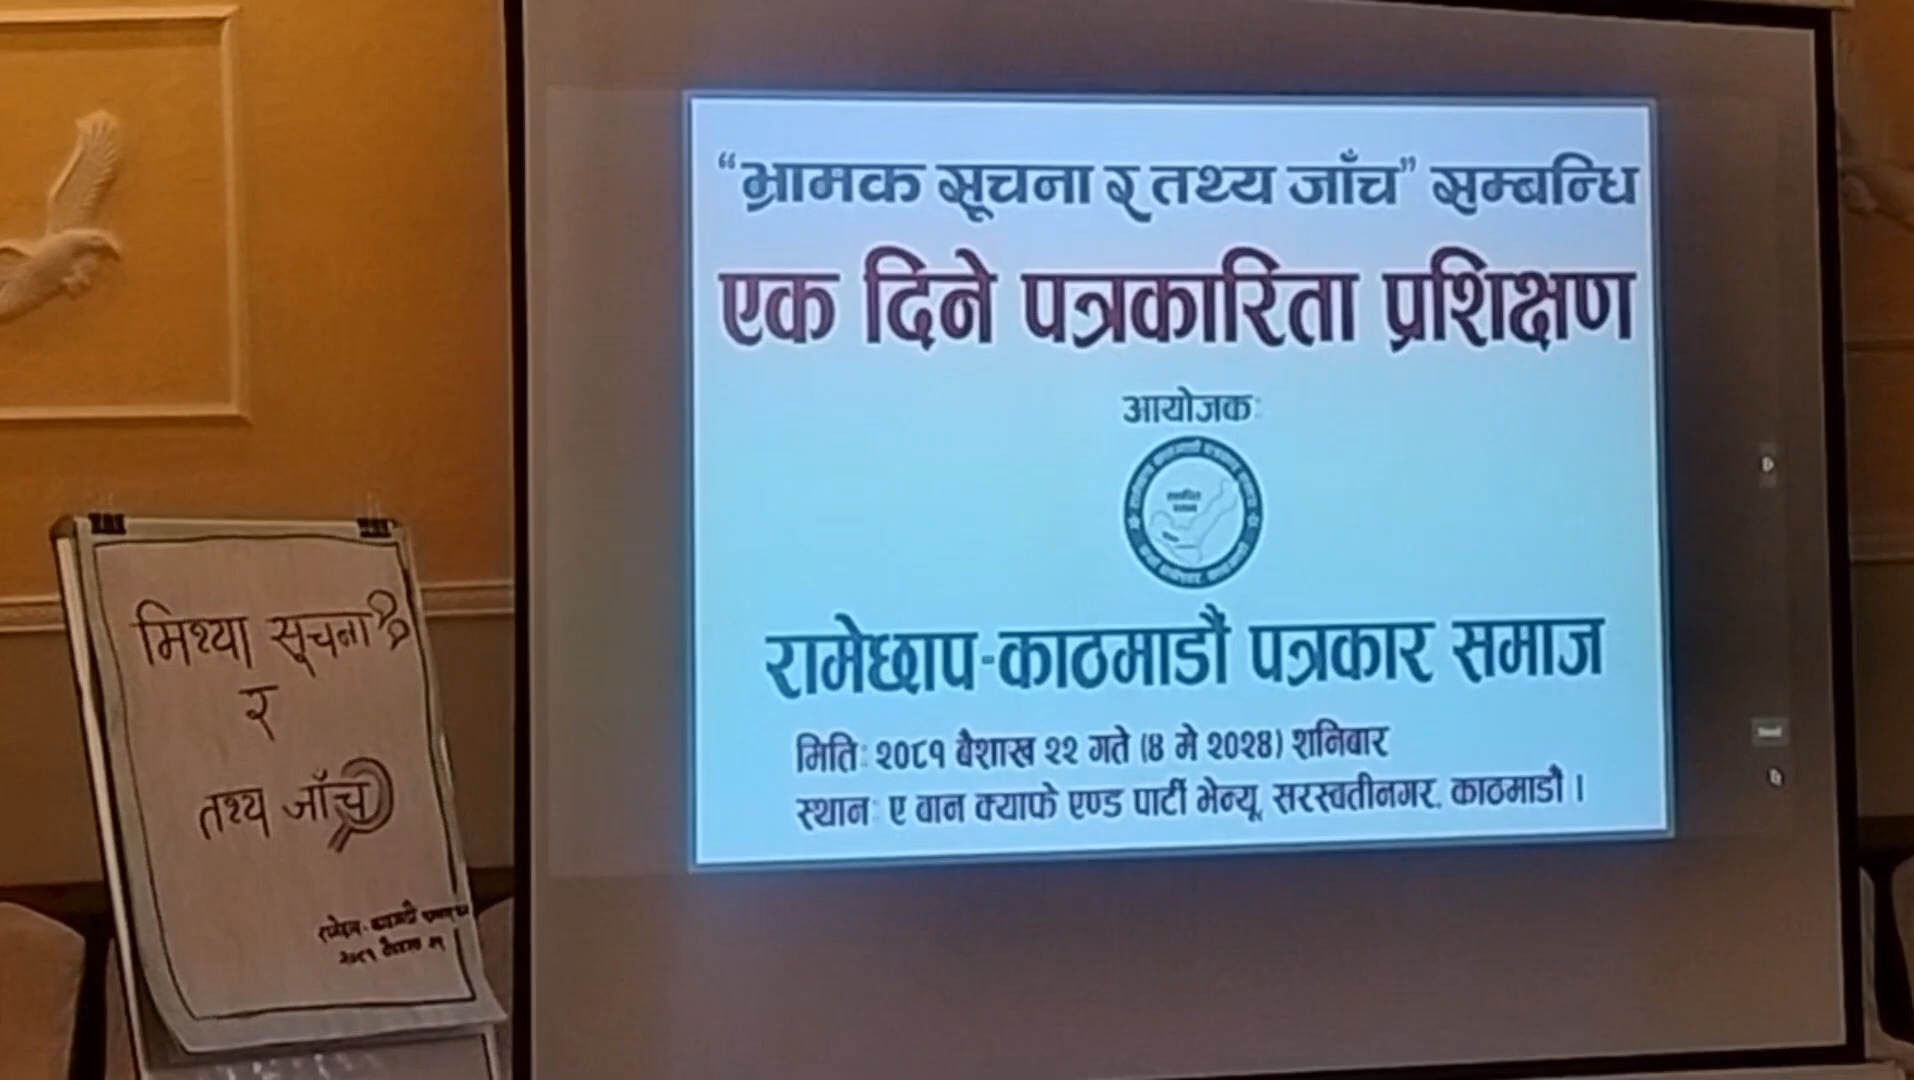 “भ्रामक सूचना र तथ्य जाँच” सम्बन्धि
एक दिने पत्रकारिता प्रशिक्षण
आयोजकः
रामेछाप-काठमाडौं पत्रकार समाज
मितिः २०८१ बैशाख २२ गते (४ मे २०२४) शनिबार
स्थानः ए वान क्याफे एण्ड पार्टी भेन्यू, सरस्वतीनगर, काठमाडौं ।
मिथ्या सूचना
र
तथ्य जाँच